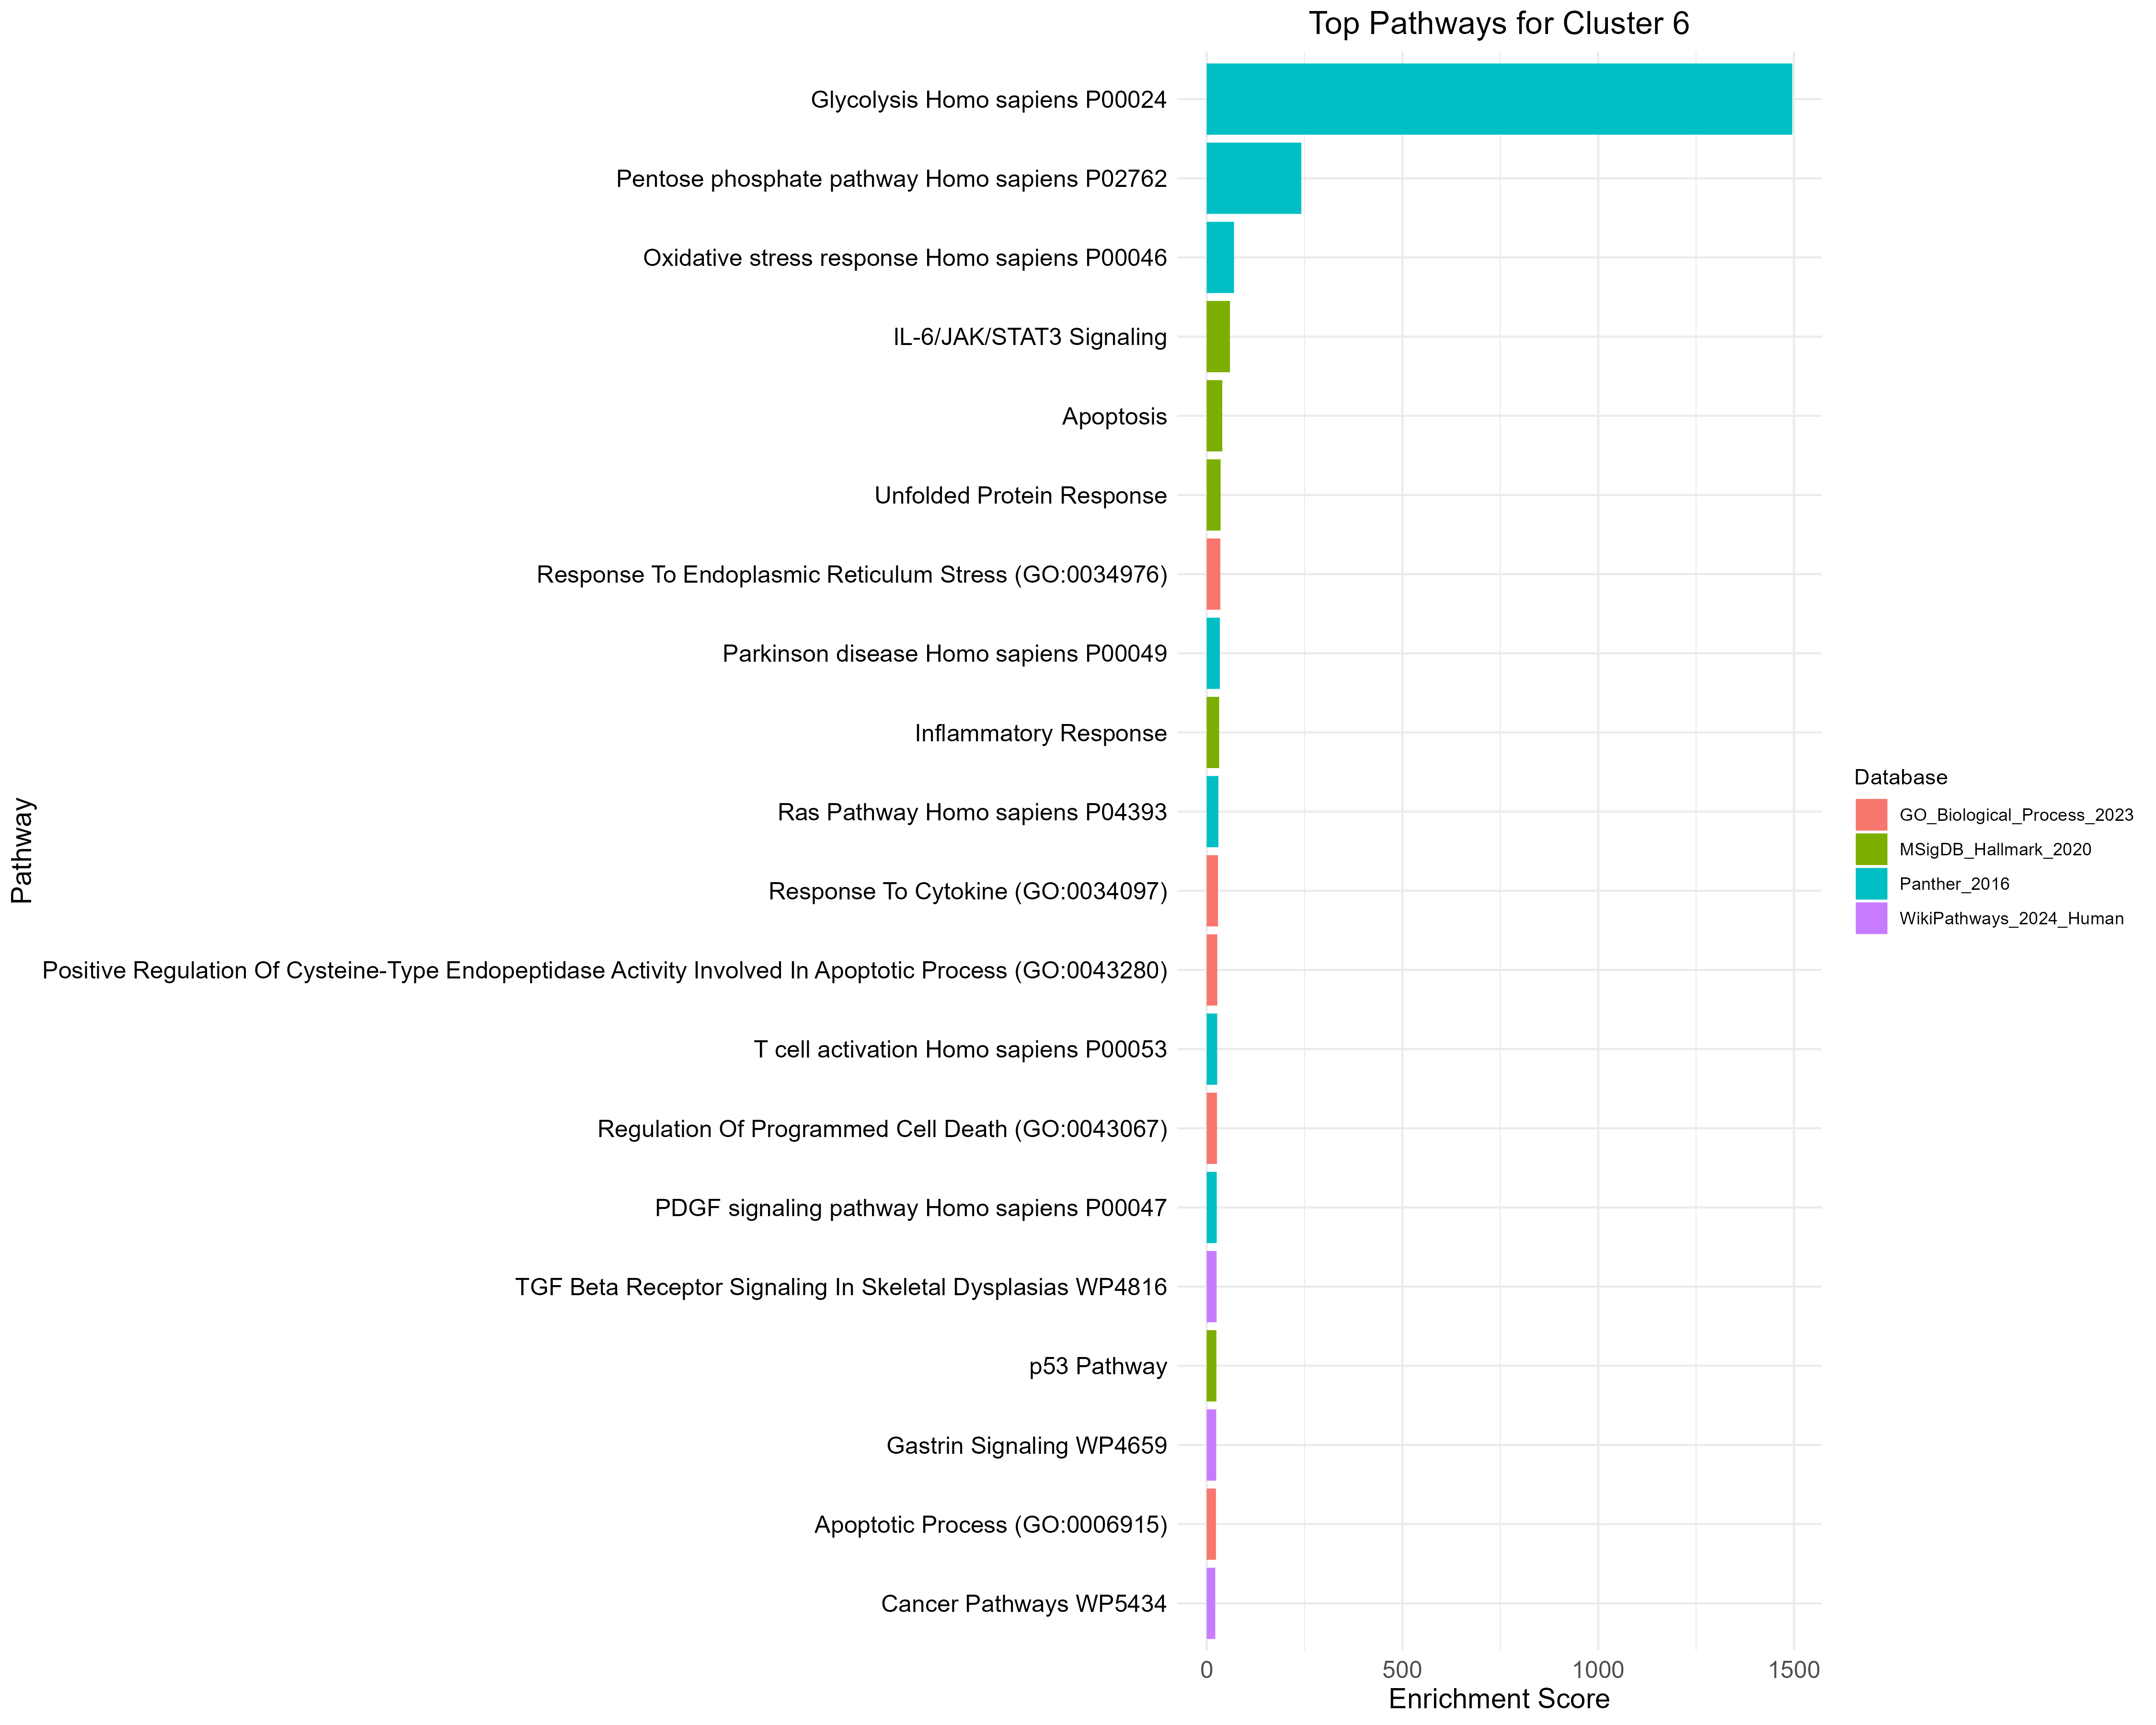 Top Pathways for Cluster 6
Glycolysis Homo sapiens P00024
Pentose phosphate pathway Homo sapiens P02762
Oxidative stress response Homo sapiens P00046
IL-6/JAK/STAT3 Signaling
Apoptosis
Unfolded Protein Response
Response To Endoplasmic Reticulum Stress (GO:0034976)
Parkinson disease Homo sapiens P00049
Inflammatory Response
Ras Pathway Homo sapiens P04393
Response To Cytokine (GO:0034097)
Positive Regulation Of Cysteine-Type Endopeptidase Activity Involved In Apoptotic Process (GO:0043280)
T cell activation Homo sapiens P00053
Regulation Of Programmed Cell Death (GO:0043067)
PDGF signaling pathway Homo sapiens P00047
TGF Beta Receptor Signaling In Skeletal Dysplasias WP4816
p53 Pathway
Gastrin Signaling WP4659
Apoptotic Process (GO:0006915)
Cancer Pathways WP5434
Pathway
0 500 1000 1500
Enrichment Score
Database
GO_Biological_Process_2023
MSigDB_Hallmark_2020
Panther_2016
WikiPathways_2024_Human